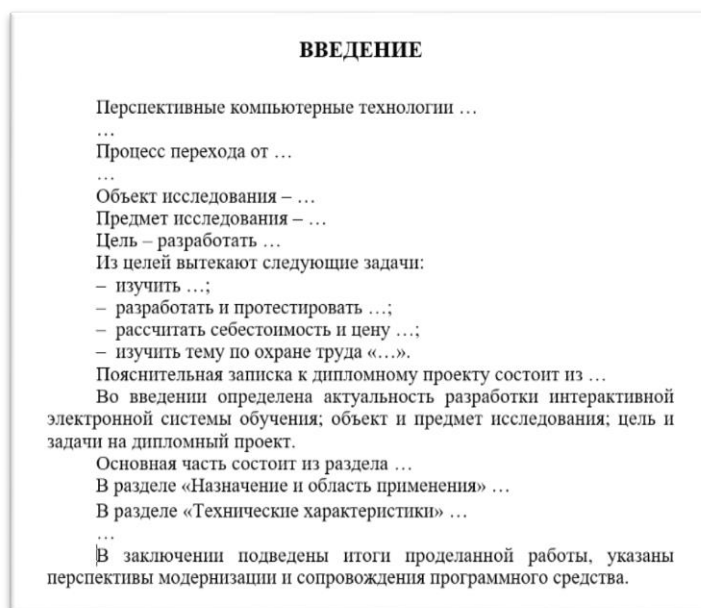 ВВЕДЕНИЕ
Перспективные компьютерные технологии …
…
Процесс перехода от …
…
Объект исследования – …
Предмет исследования – …
Цель – разработать …
Из целей вытекают следующие задачи:
– изучить …;
– разработать и протестировать …;
– рассчитать себестоимость и цену …;
– изучить тему по охране труда «…».
Пояснительная записка к дипломному проекту состоит из …
Во введении определена актуальность разработки интерактивной
электронной системы обучения; объект и предмет исследования; цель и
задачи на дипломный проект.
Основная часть состоит из раздела …
В разделе «Назначение и область применения» …
В разделе «Технические характеристики» …
…
В заключении подведены итоги проделанной работы, указаны
перспективы модернизации и сопровождения программного средства.